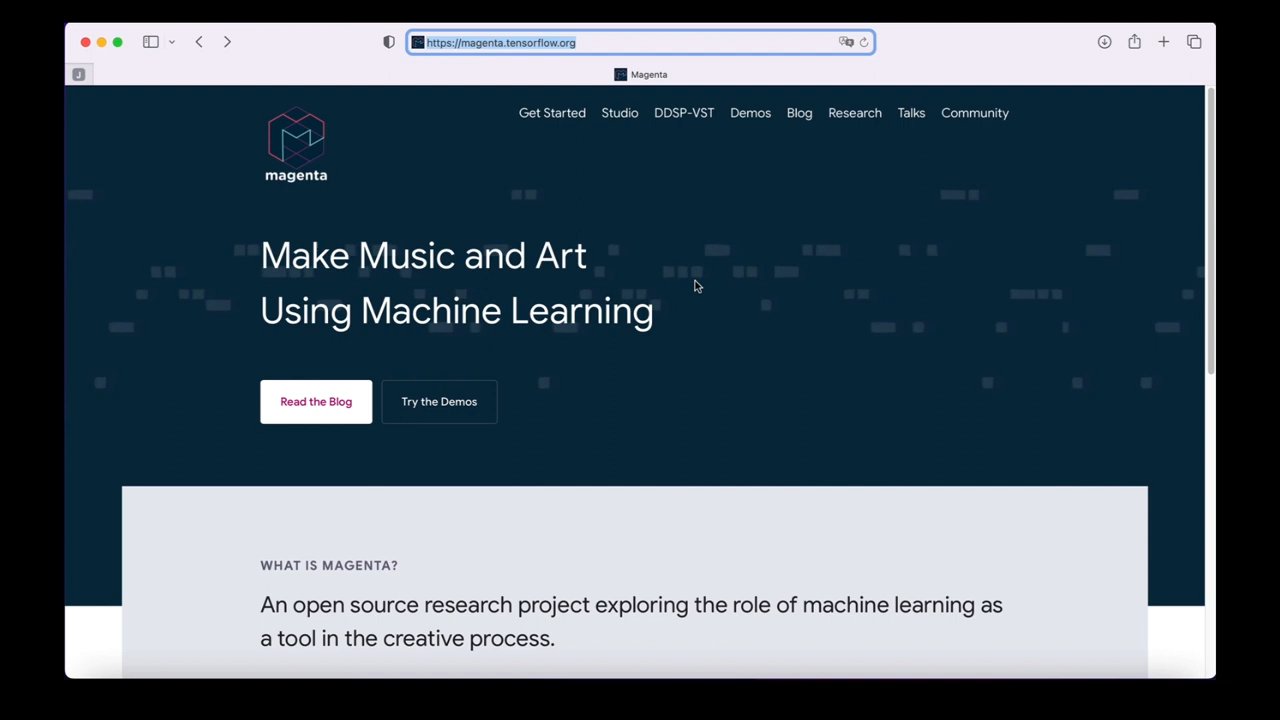 https://magenta.tensorflow.org
J
Magenta
magenta
Get Started Studio DDSP-VST Demos Blog Research Talks Community
Make Music and Art
Using Machine Learning
Read the Blog Try the Demos
WHAT IS MAGENTA?
An open source research project exploring the role of machine learning as
a tool in the creative process.